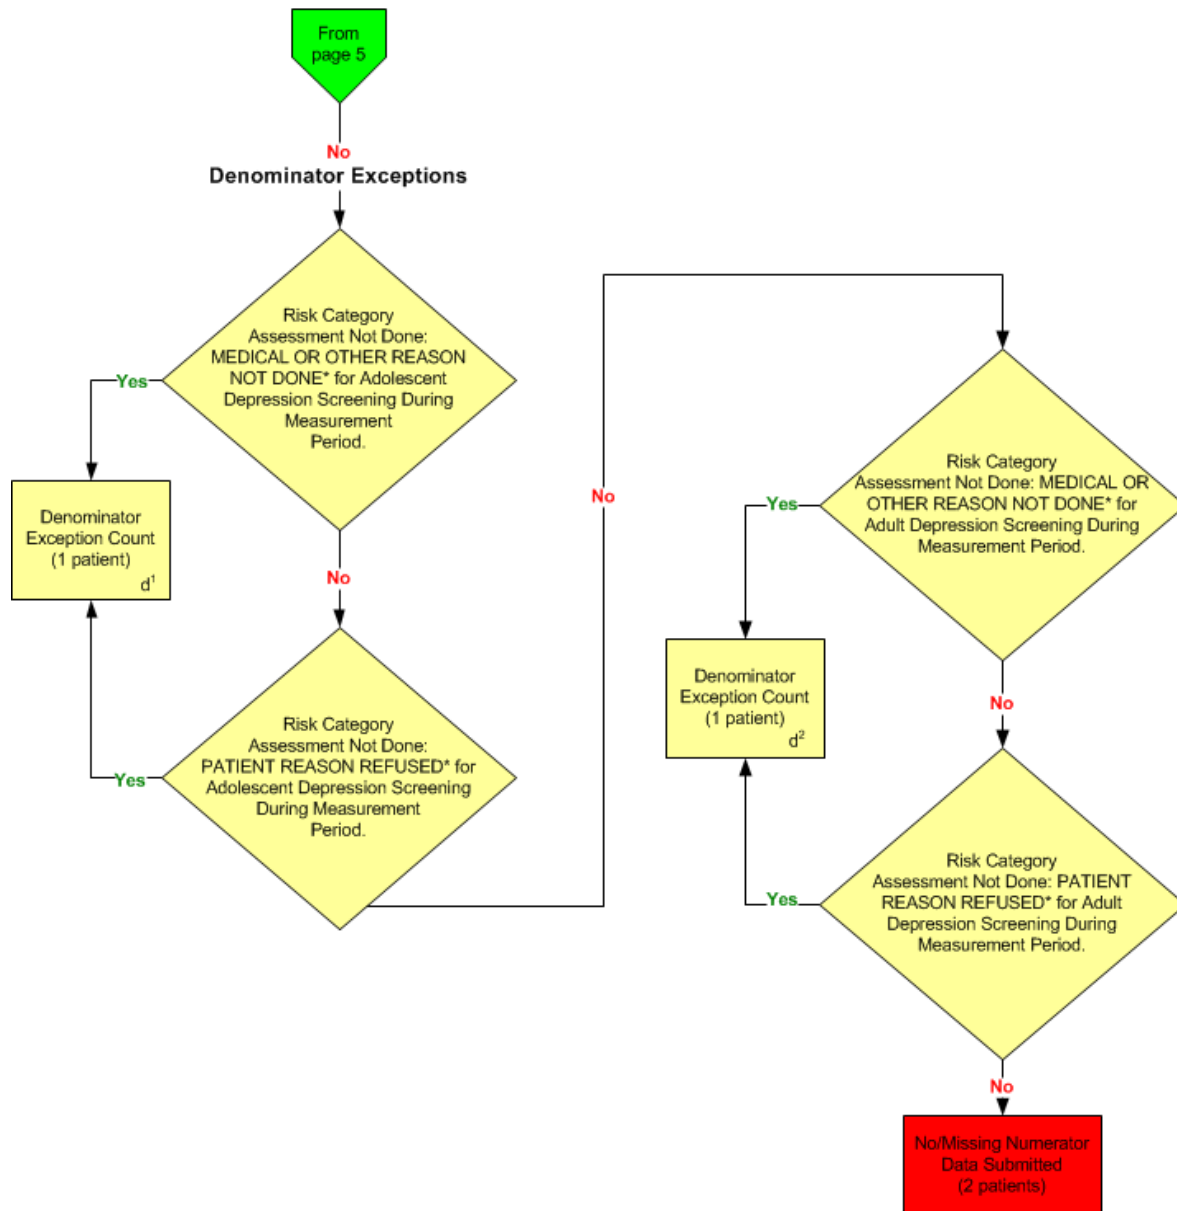 From
page 5
No
Denominator Exceptions
Risk Category
Assessment Not Done:
MEDICAL OR OTHER REASON
NOT DONE* for Adolescent
Depression Screening During
Measurement
Period.
Yes
Denominator
Exception Count
(1 patient)
d¹
No
Risk Category
Assessment Not Done:
PATIENT REASON REFUSED* for
Adolescent Depression Screening
During Measurement
Period.
Yes
No
Risk Category
Assessment Not Done: MEDICAL OR
OTHER REASON NOT DONE* for
Adult Depression Screening During
Measurement Period.
Yes
Denominator
Exception Count
(1 patient)
d²
No
Risk Category
Assessment Not Done: PATIENT
REASON REFUSED* for Adult
Depression Screening During
Measurement Period.
Yes
No
No/Missing Numerator
Data Submitted
(2 patients)